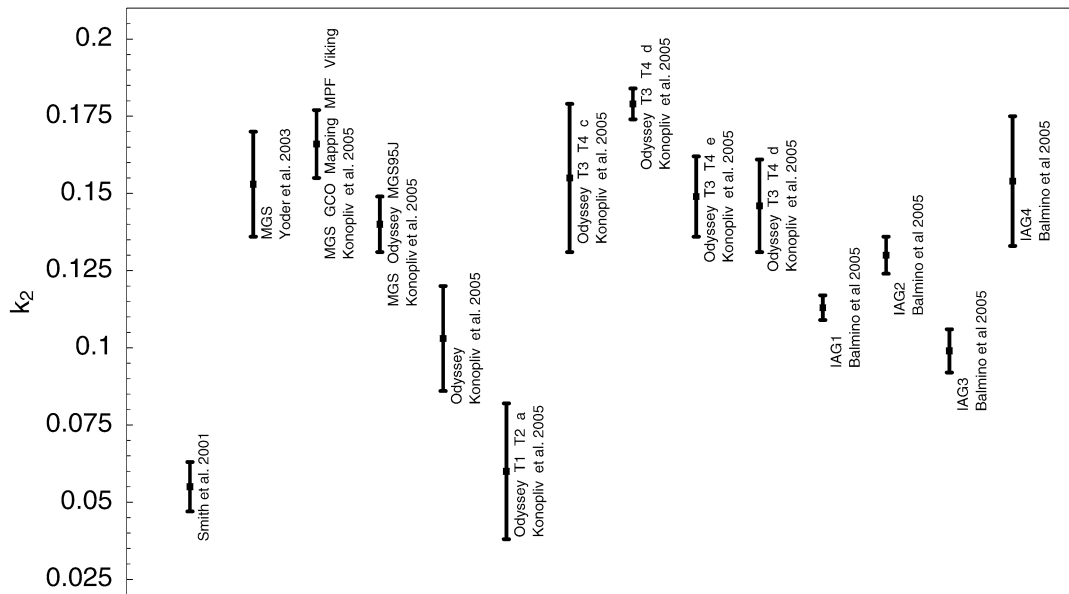 0.2
0.175
0.15
0.125
0.1
0.075
0.05
0.025
k2
Smith et al. 2001
MGS
Yoder et al. 2003
MGS GCO Mapping MPF Viking
Konopliv et al. 2005
MGS Odyssey MGS95J
Konopliv et al. 2005
Odyssey
Konopliv et al. 2005
Odyssey T1 T2 a
Konopliv et al. 2005
Odyssey T3 T4 c
Konopliv et al. 2005
Odyssey T3 T4 d
Konopliv et al. 2005
Odyssey T3 T4 e
Konopliv et al. 2005
Odyssey T3 T4 d
Konopliv et al. 2005
IAG1
Balmino et al 2005
IAG2
Balmino et al 2005
IAG3
Balmino et al 2005
IAG4
Balmino et al 2005